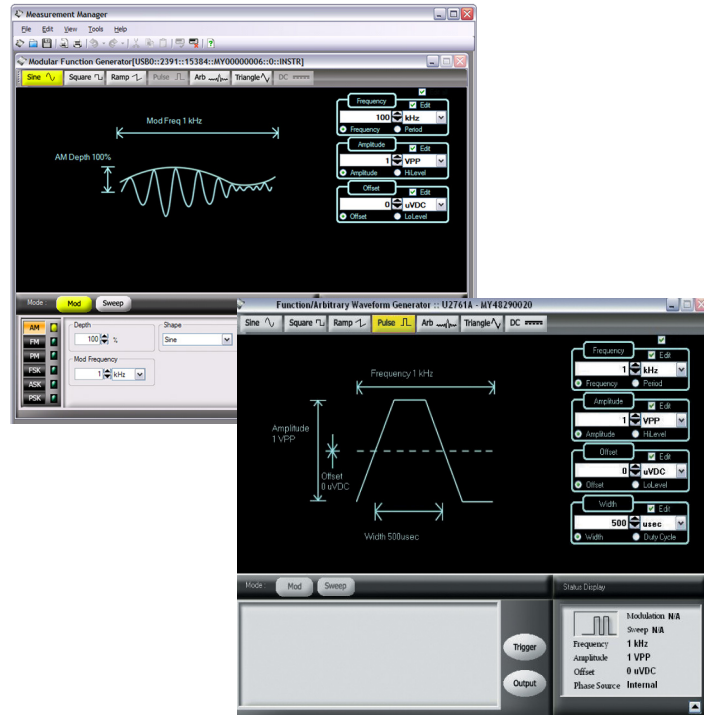 Measurement Manager
File Edit View Tools Help
Modular Function Generator[USB0::2391::15384::MY00000006::0::INSTR]
Sine Square Ramp Pulse Arb Triangle DC
Mod Freq 1 kHz
AM Depth 100%
Frequency
Edit
100 kHz
Frequency Period
Amplitude
Edit
1 VPP
Amplitude HiLevel
Offset
Edit
0 uVDC
Offset LoLevel
Mode : Mod Sweep
AM
FM
PM
FSK
ASK
PSK
Depth
100 %
Shape
Sine
Mod Frequency
1 kHz
Function/Arbitrary Waveform Generator :: U2761A - MY48290020
Sine Square Ramp Pulse Arb Triangle DC
Frequency 1 kHz
Amplitude
1 VPP
Offset
0 uVDC
Width 500usec
Frequency
Edit
1 kHz
Frequency Period
Amplitude
Edit
1 VPP
Amplitude HiLevel
Offset
Edit
0 uVDC
Offset LoLevel
Width
Edit
500 usec
Width Duty Cycle
Mode : Mod Sweep
Trigger
Output
Status Display
Modulation N/A
Sweep N/A
Frequency 1 kHz
Amplitude 1 VPP
Offset 0 uVDC
Phase Source Internal